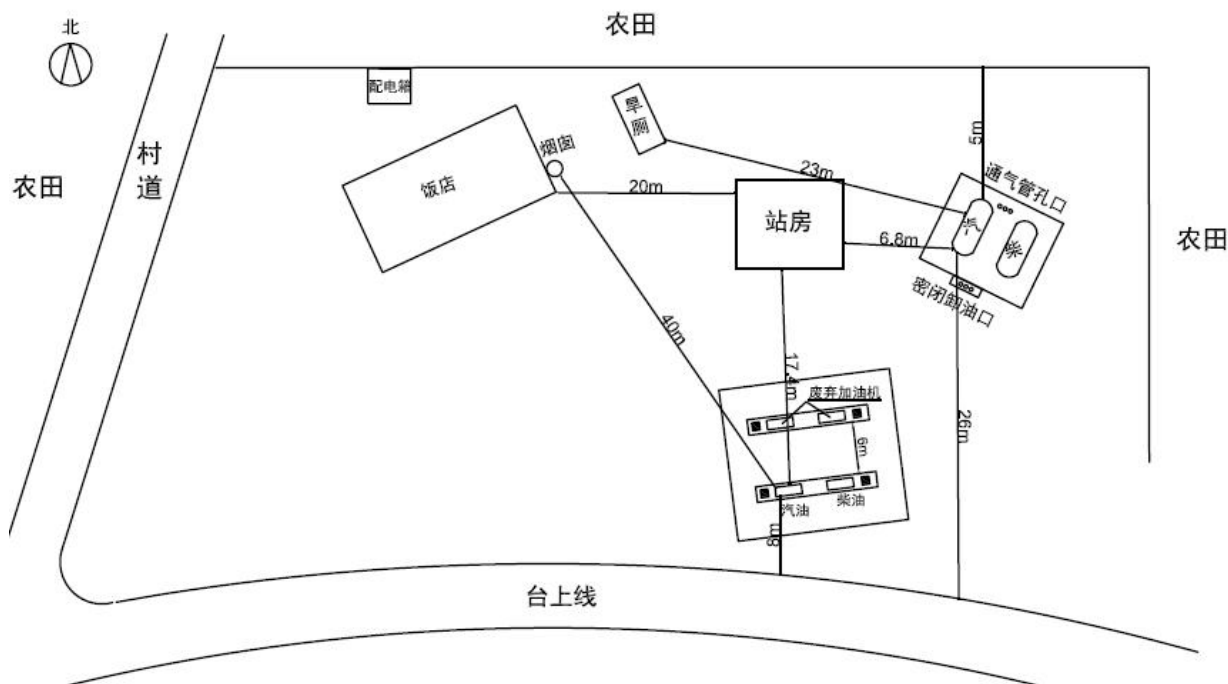 农田
北
配电箱
旱厕
烟囱
村道
5m
通气管孔口
23m
农田
饭店
20m
站房
汽
柴
6.8m
农田
密闭卸油口
40m
17.4m
废弃加油机
26m
6m
汽油
柴油
8m
台上线